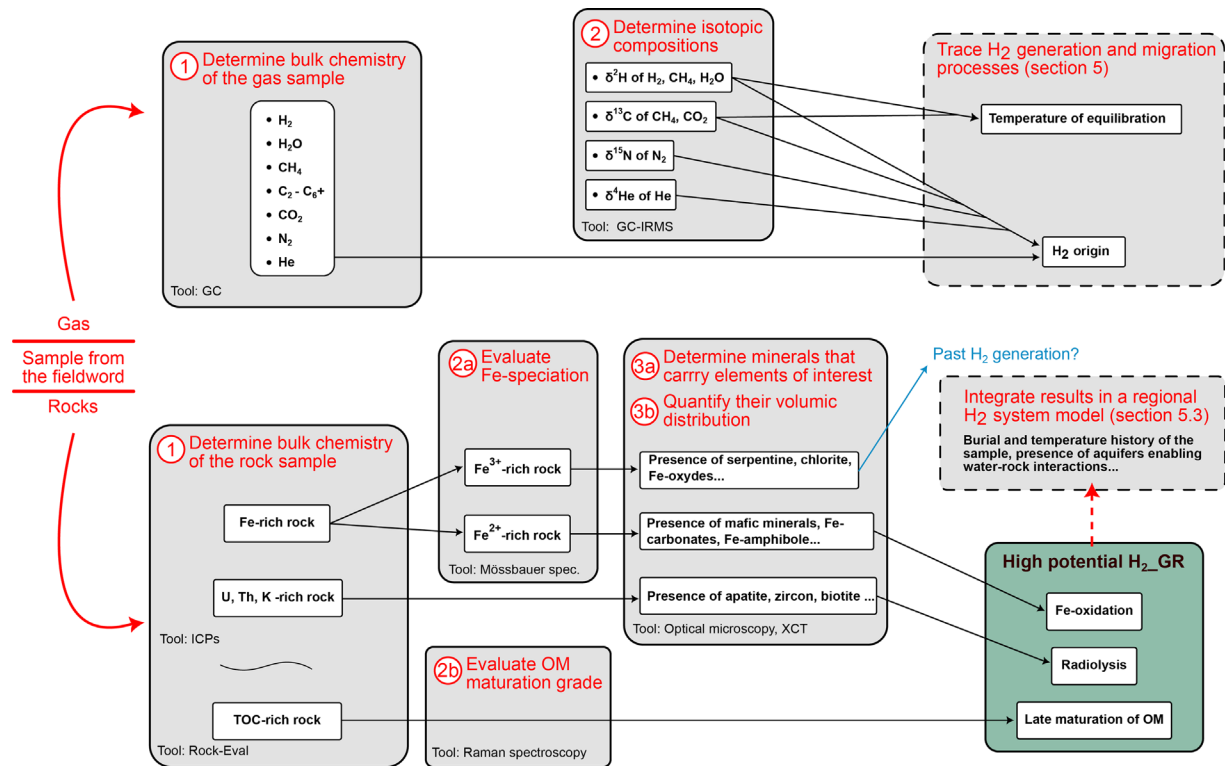 1 Determine bulk chemistry
of the gas sample
• H₂
• H₂O
• CH₄
• C₂ - C₆+
• CO₂
• N₂
• He
Tool: GC
2 Determine isotopic
compositions
• δ²H of H₂, CH₄, H₂O
• δ¹³C of CH₄, CO₂
• δ¹⁵N of N₂
• δ⁴He of He
Tool: GC-IRMS
Trace H₂ generation and migration
processes (section 5)
Temperature of equilibration
H₂ origin
Gas
Sample from
the fieldword
Rocks
1 Determine bulk chemistry
of the rock sample
Fe-rich rock
U, Th, K -rich rock
Tool: ICPs
TOC-rich rock
Tool: Rock-Eval
2a Evaluate
Fe-speciation
Fe³⁺-rich rock
Fe²⁺-rich rock
Tool: Mössbauer spec.
2b Evaluate OM
maturation grade
Tool: Raman spectroscopy
3a Determine minerals that
carrry elements of interest
3b Quantify their volumic
distribution
Presence of serpentine, chlorite,
Fe-oxydes...
Presence of mafic minerals, Fe-
carbonates, Fe-amphibole...
Presence of apatite, zircon, biotite ...
Tool: Optical microscopy, XCT
Past H₂ generation?
Integrate results in a regional
H₂ system model (section 5.3)
Burial and temperature history of the
sample, presence of aquifers enabling
water-rock interactions...
High potential H₂_GR
Fe-oxidation
Radiolysis
Late maturation of OM